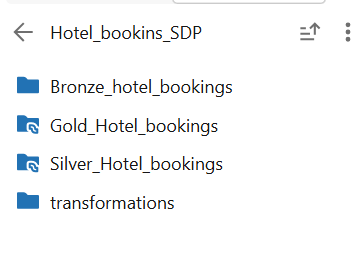 Hotel_bookins_SDP
Bronze_hotel_bookings
Gold_Hotel_bookings
Silver_Hotel_bookings
transformations